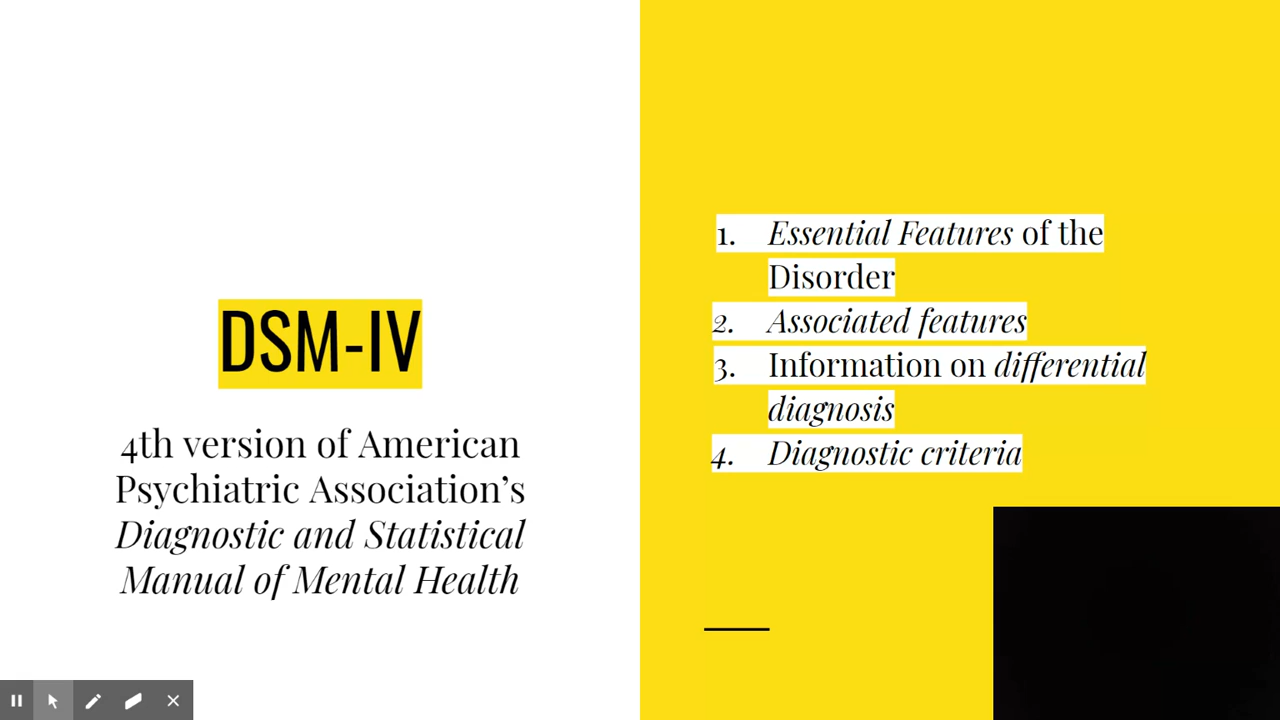 DSM-IV
4th version of American
Psychiatric Association’s
Diagnostic and Statistical
Manual of Mental Health
1. Essential Features of the
Disorder
2. Associated features
3. Information on differential
diagnosis
4. Diagnostic criteria